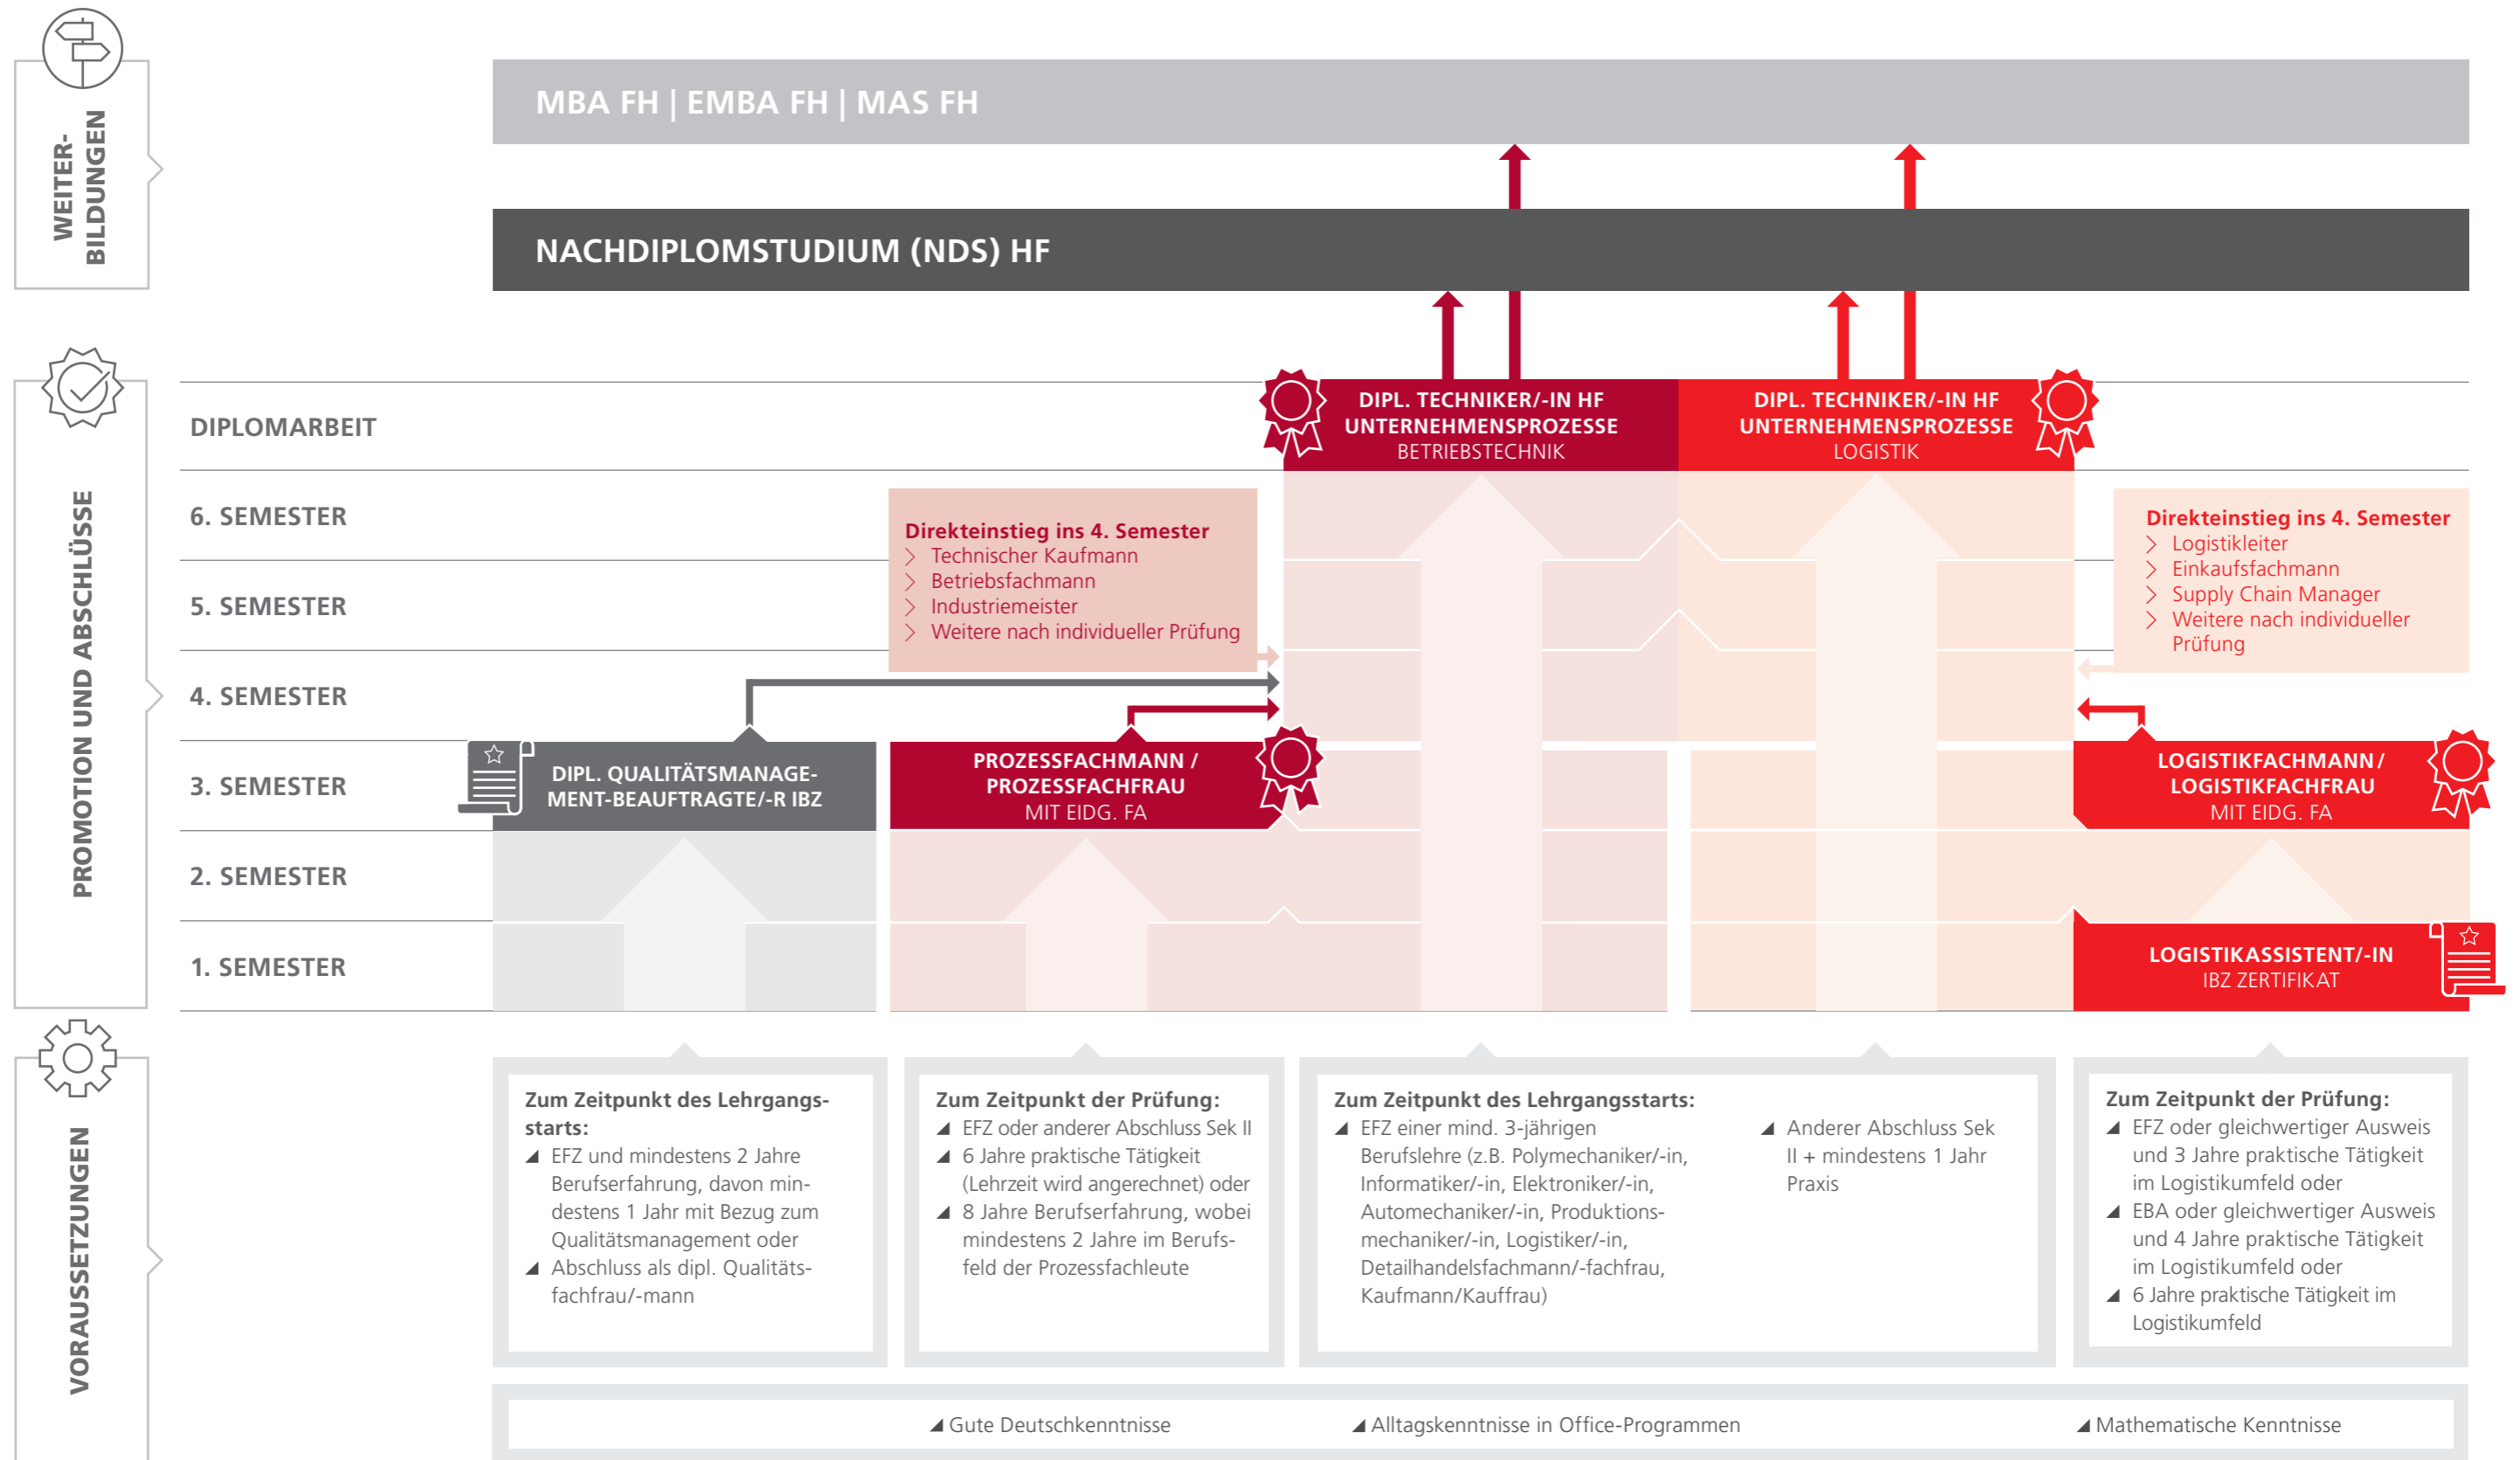 WEITER-
BILDUNGEN
MBA FH | EMBA FH | MAS FH
NACHDIPLOMSTUDIUM (NDS) HF
PROMOTION UND ABSCHLÜSSE
DIPLOMARBEIT
DIPL. TECHNIKER/-IN HF
UNTERNEHMENSPROZESSE
BETRIEBSTECHNIK
DIPL. TECHNIKER/-IN HF
UNTERNEHMENSPROZESSE
LOGISTIK
6. SEMESTER
5. SEMESTER
4. SEMESTER
3. SEMESTER
2. SEMESTER
1. SEMESTER
Direkteinstieg ins 4. Semester
> Technischer Kaufmann
> Betriebsfachmann
> Industriemeister
> Weitere nach individueller Prüfung
Direkteinstieg ins 4. Semester
> Logistikleiter
> Einkaufsfachmann
> Supply Chain Manager
> Weitere nach individueller
Prüfung
DIPL. QUALITÄTSMANAGE-
MENT-BEAUFTRAGTE/-R IBZ
PROZESSFACHMANN /
PROZESSFACHFRAU
MIT EIDG. FA
LOGISTIKFACHMANN /
LOGISTIKFACHFRAU
MIT EIDG. FA
LOGISTIKASSISTENT/-IN
IBZ ZERTIFIKAT
VORAUSSETZUNGEN
Zum Zeitpunkt des Lehrgangs-
starts:
EFZ und mindestens 2 Jahre
Berufserfahrung, davon min-
destens 1 Jahr mit Bezug zum
Qualitätsmanagement oder
Abschluss als dipl. Qualitäts-
fachfrau/-mann
Zum Zeitpunkt der Prüfung:
EFZ oder anderer Abschluss Sek II
6 Jahre praktische Tätigkeit
(Lehrzeit wird angerechnet) oder
8 Jahre Berufserfahrung, wobei
mindestens 2 Jahre im Berufs-
feld der Prozessfachleute
Zum Zeitpunkt des Lehrgangsstarts:
EFZ einer mind. 3-jährigen
Berufslehre (z.B. Polymechaniker/-in,
Informatiker/-in, Elektroniker/-in,
Automechaniker/-in, Produktions-
mechaniker/-in, Logistiker/-in,
Detailhandelsfachmann/-fachfrau,
Kaufmann/Kauffrau)
Anderer Abschluss Sek
II + mindestens 1 Jahr
Praxis
Zum Zeitpunkt der Prüfung:
EFZ oder gleichwertiger Ausweis
und 3 Jahre praktische Tätigkeit
im Logistikumfeld oder
EBA oder gleichwertiger Ausweis
und 4 Jahre praktische Tätigkeit
im Logistikumfeld oder
6 Jahre praktische Tätigkeit im
Logistikumfeld
Gute Deutschkenntnisse
Alltagskenntnisse in Office-Programmen
Mathematische Kenntnisse